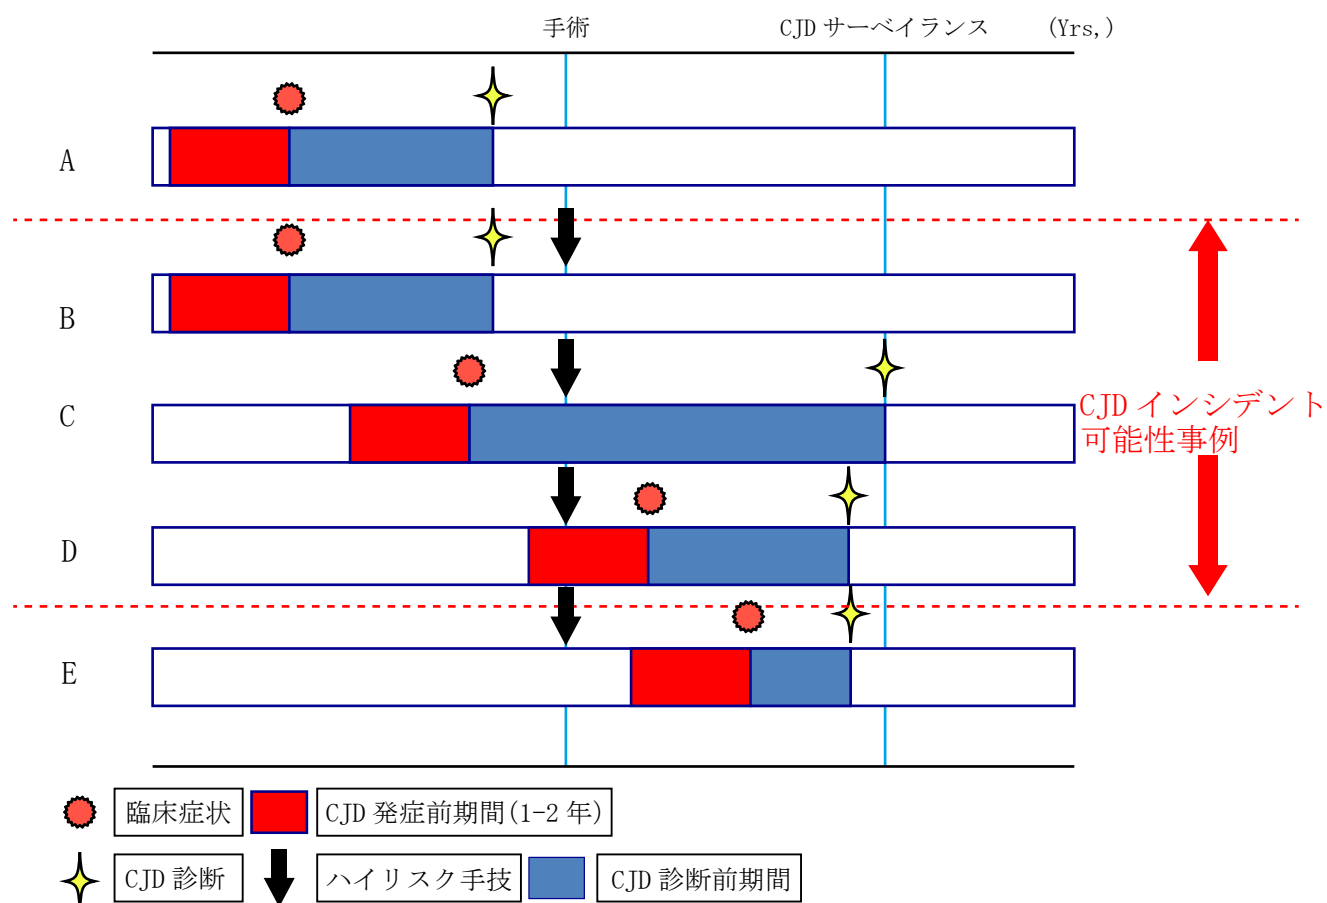 手術 CJD サーベイランス (Yrs,)
A
B
C
CJD インシデント
可能性事例
D
E
臨床症状 CJD 発症前期間(1-2 年)
CJD 診断 ハイリスク手技 CJD 診断前期間